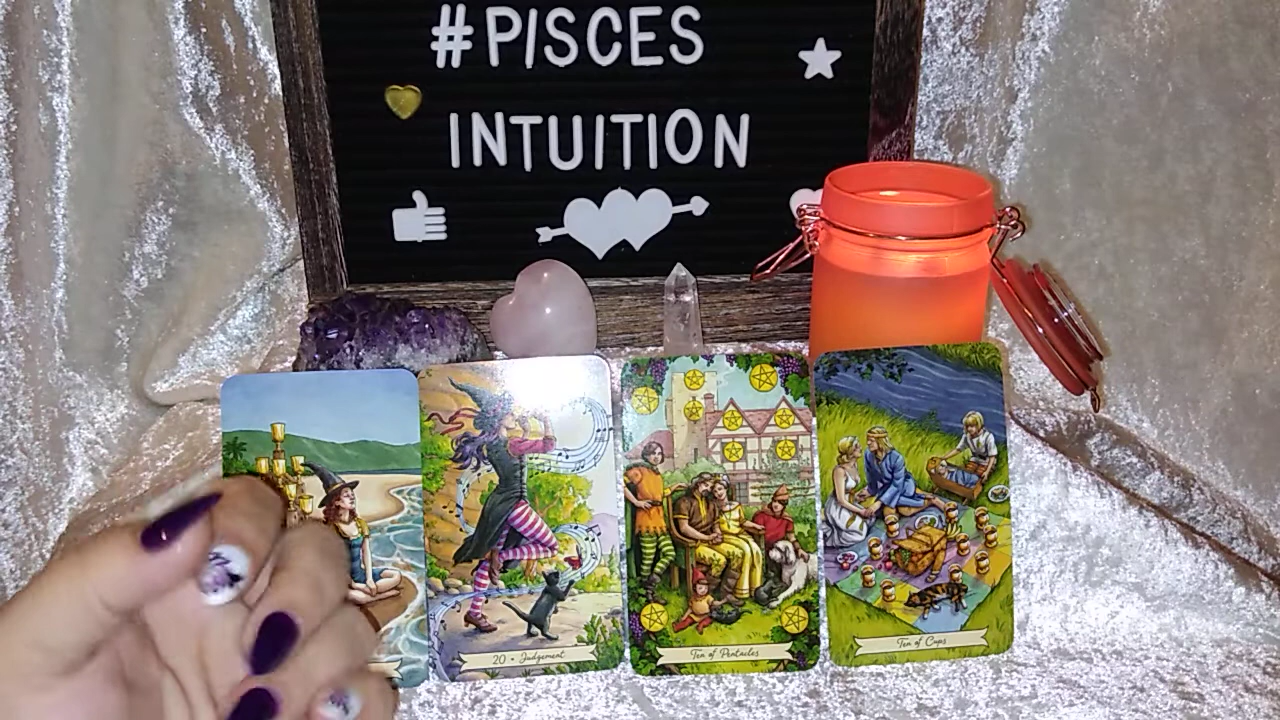 #PISCES
INTUITION
20 • Judgement
Ten of Pentacles
Ten of Cups